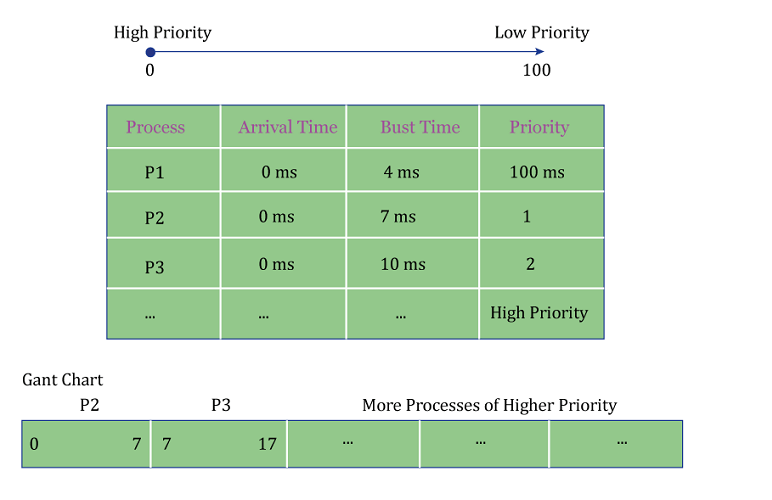 High Priority Low Priority
0 100
Process Arrival Time Bust Time Priority
P1 0 ms 4 ms 100 ms
P2 0 ms 7 ms 1
P3 0 ms 10 ms 2
... ... ... High Priority
Gant Chart
P2 P3 More Processes of Higher Priority
0 7 7 17 ... ... ...